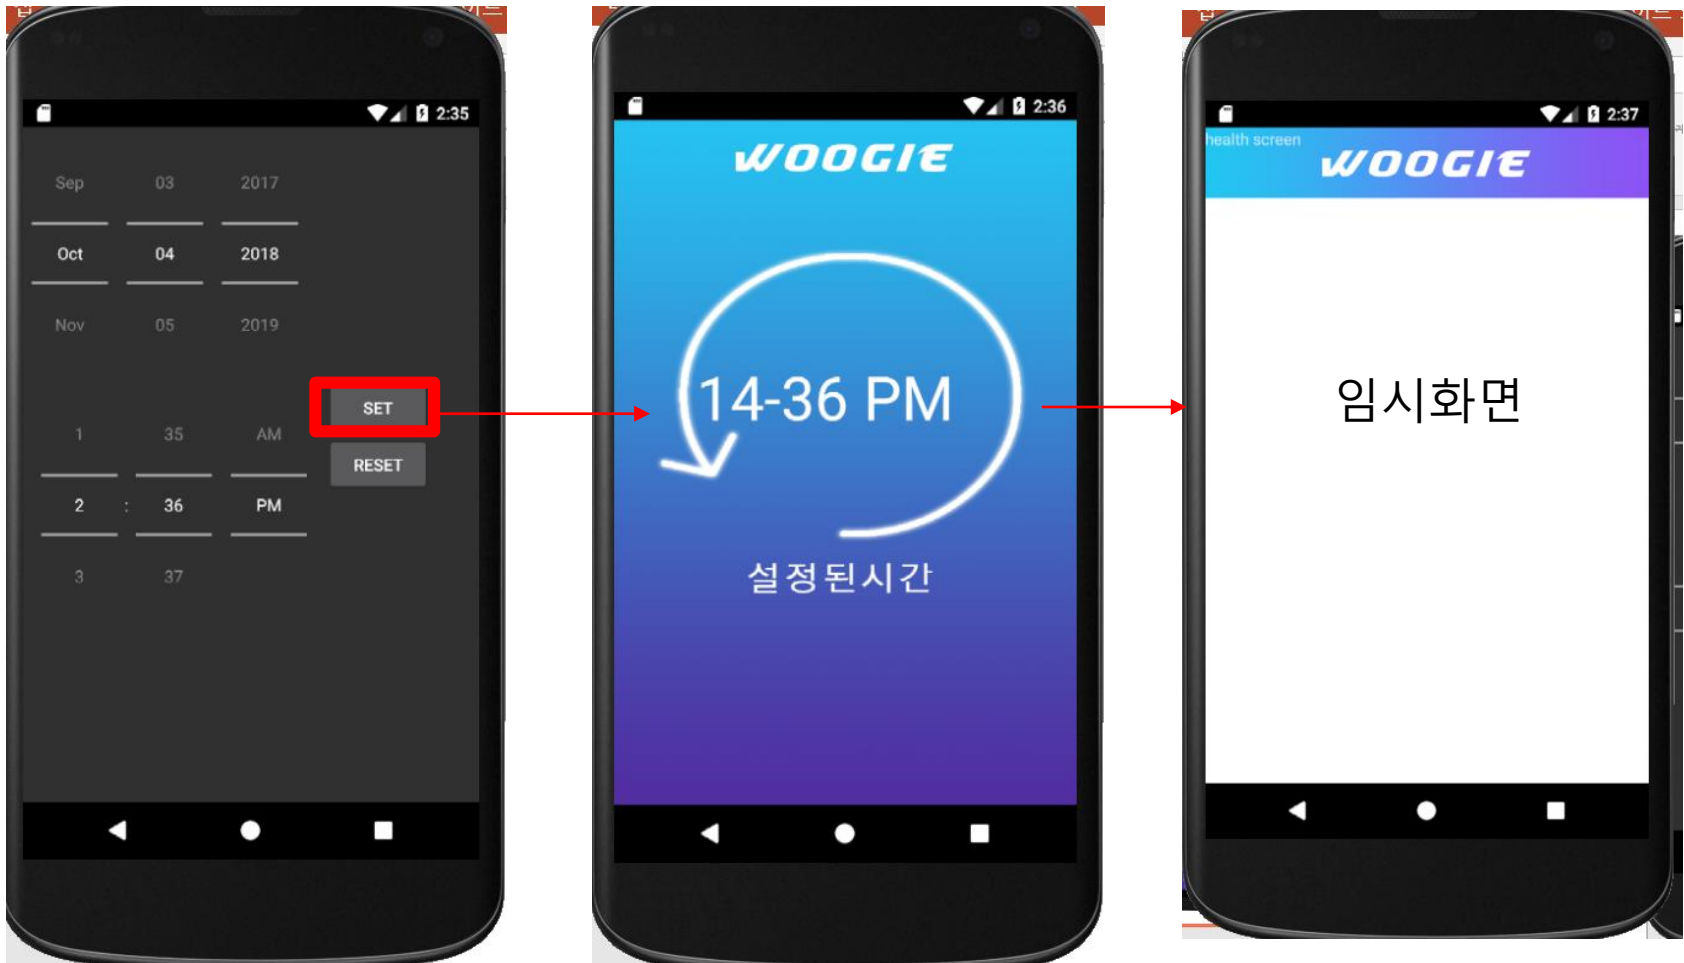 2:35
Sep 03 2017
Oct 04 2018
Nov 05 2019
SET
1 35 AM
RESET
2 : 36 PM
3 37
2:36
WOOGIE
14-36 PM
설정된시간
2:37
health screen
WOOGIE
임시화면